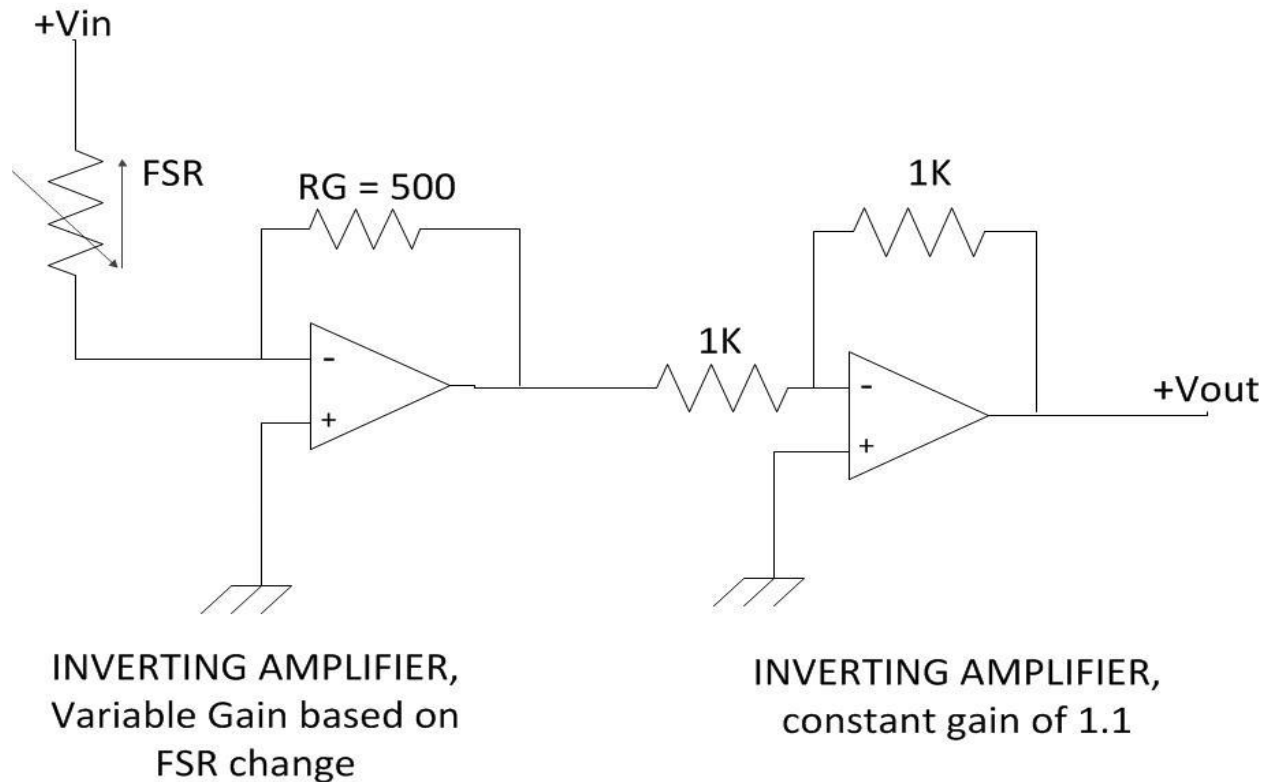 +Vin
FSR
RG = 500
1K
1K
-
+
-
+
+Vout
INVERTING AMPLIFIER,
Variable Gain based on
FSR change
INVERTING AMPLIFIER,
constant gain of 1.1